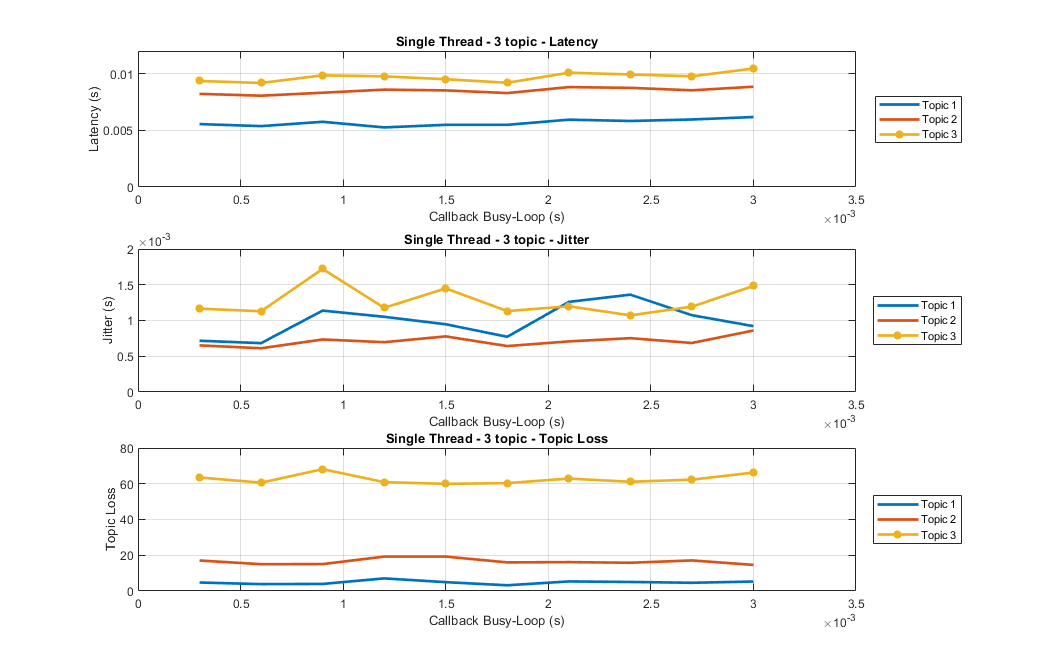 Single Thread - 3 topic - Latency
0.01
0.005
0
Latency (s)
0 0.5 1 1.5 2 2.5 3 3.5
Callback Busy-Loop (s)
×10-3
Topic 1
Topic 2
Topic 3
×10-3
Single Thread - 3 topic - Jitter
2
1.5
1
0.5
0
Jitter (s)
0 0.5 1 1.5 2 2.5 3 3.5
Callback Busy-Loop (s)
×10-3
Topic 1
Topic 2
Topic 3
Single Thread - 3 topic - Topic Loss
80
60
40
20
0
Topic Loss
0 0.5 1 1.5 2 2.5 3 3.5
Callback Busy-Loop (s)
×10-3
Topic 1
Topic 2
Topic 3